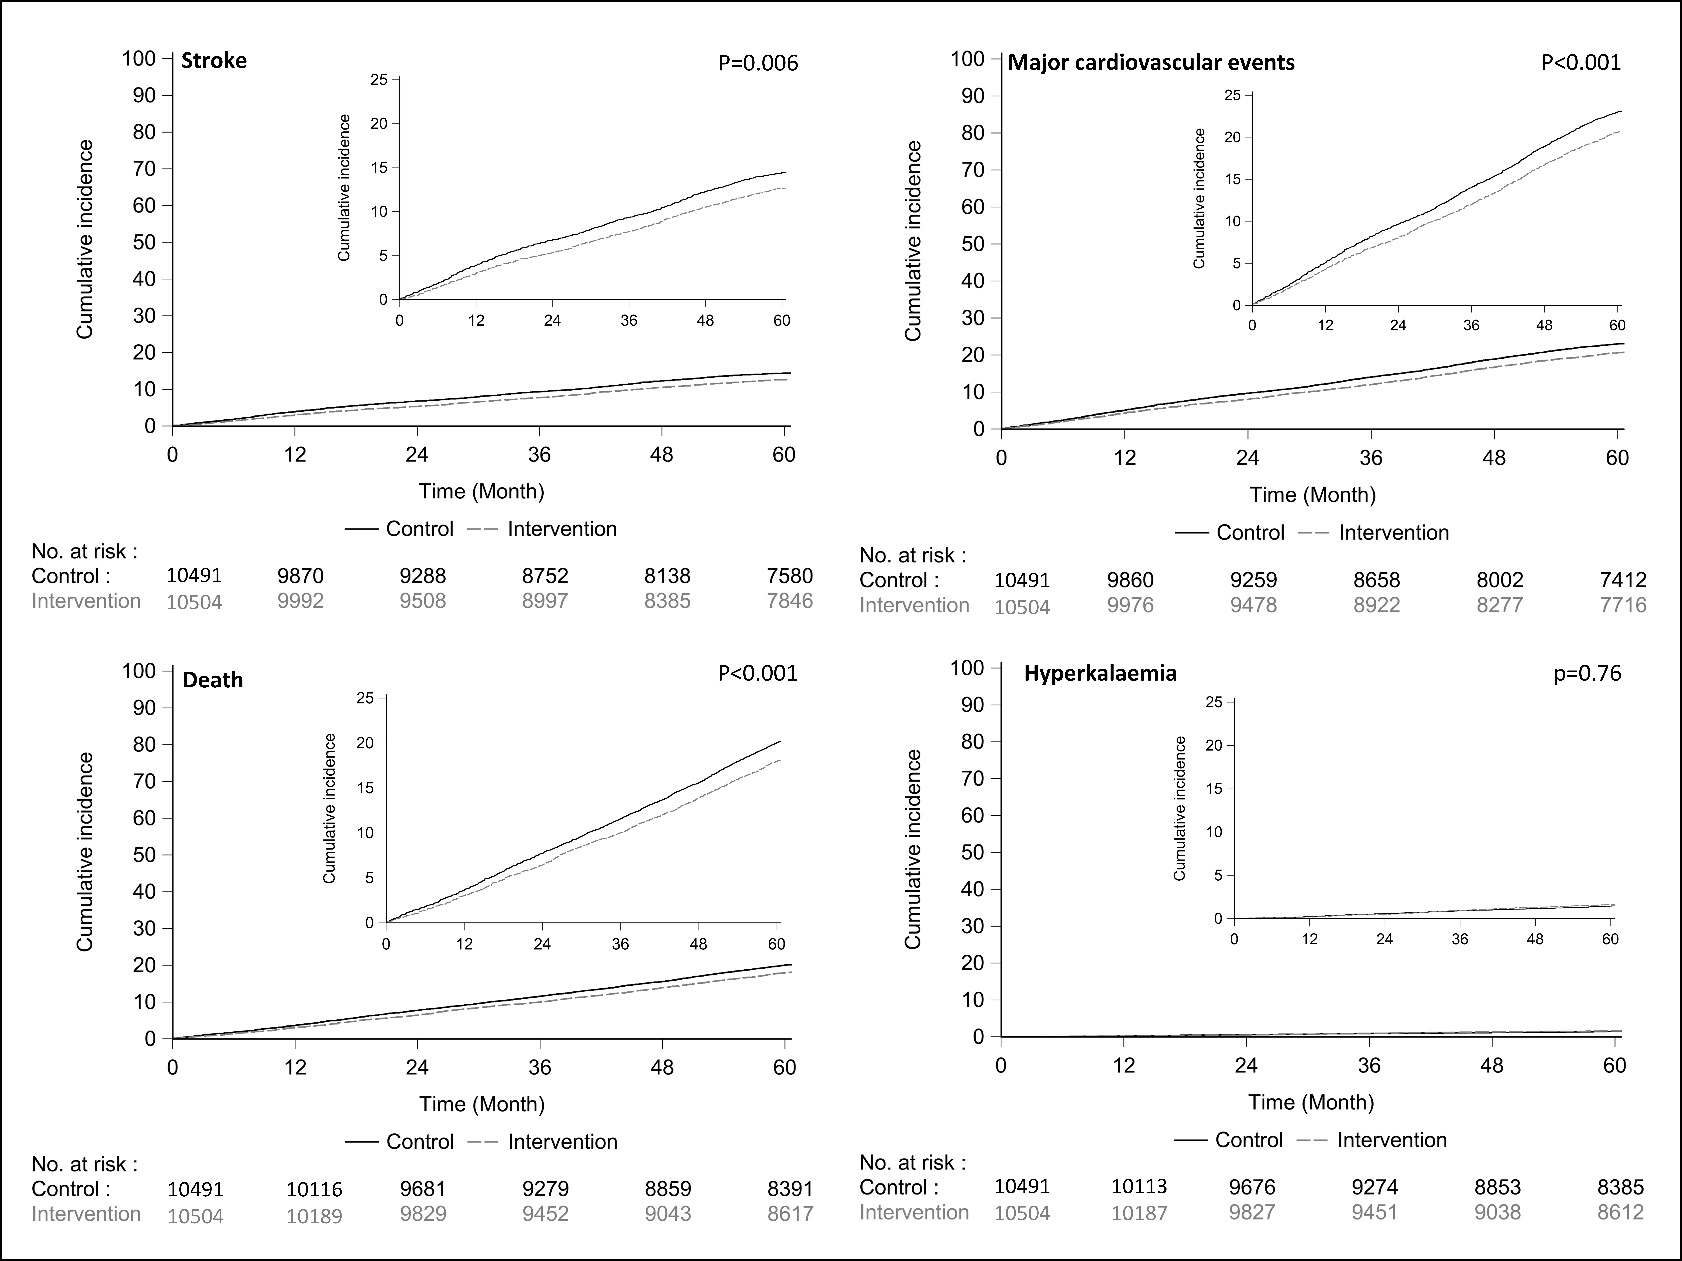 Stroke
P=0.006
100
90
80
70
60
50
40
30
20
10
0
Cumulative incidence
25
20
15
10
5
0
Cumulative incidence
0 12 24 36 48 60
0 12 24 36 48 60
Time (Month)
Control Intervention
No. at risk :
Control : 10491 9870 9288 8752 8138 7580
Intervention 10504 9992 9508 8997 8385 7846
Major cardiovascular events
P<0.001
100
90
80
70
60
50
40
30
20
10
0
Cumulative incidence
25
20
15
10
5
0
Cumulative incidence
0 12 24 36 48 60
0 12 24 36 48 60
Time (Month)
Control Intervention
No. at risk :
Control : 10491 9860 9259 8658 8002 7412
Intervention 10504 9976 9478 8922 8277 7716
Death
P<0.001
100
90
80
70
60
50
40
30
20
10
0
Cumulative incidence
25
20
15
10
5
0
Cumulative incidence
0 12 24 36 48 60
0 12 24 36 48 60
Time (Month)
Control Intervention
No. at risk :
Control : 10491 10116 9681 9279 8859 8391
Intervention 10504 10189 9829 9452 9043 8617
Hyperkalaemia
p=0.76
100
90
80
70
60
50
40
30
20
10
0
Cumulative incidence
25
20
15
10
5
0
Cumulative incidence
0 12 24 36 48 60
0 12 24 36 48 60
Time (Month)
Control Intervention
No. at risk :
Control : 10491 10113 9676 9274 8853 8385
Intervention 10504 10187 9827 9451 9038 8612